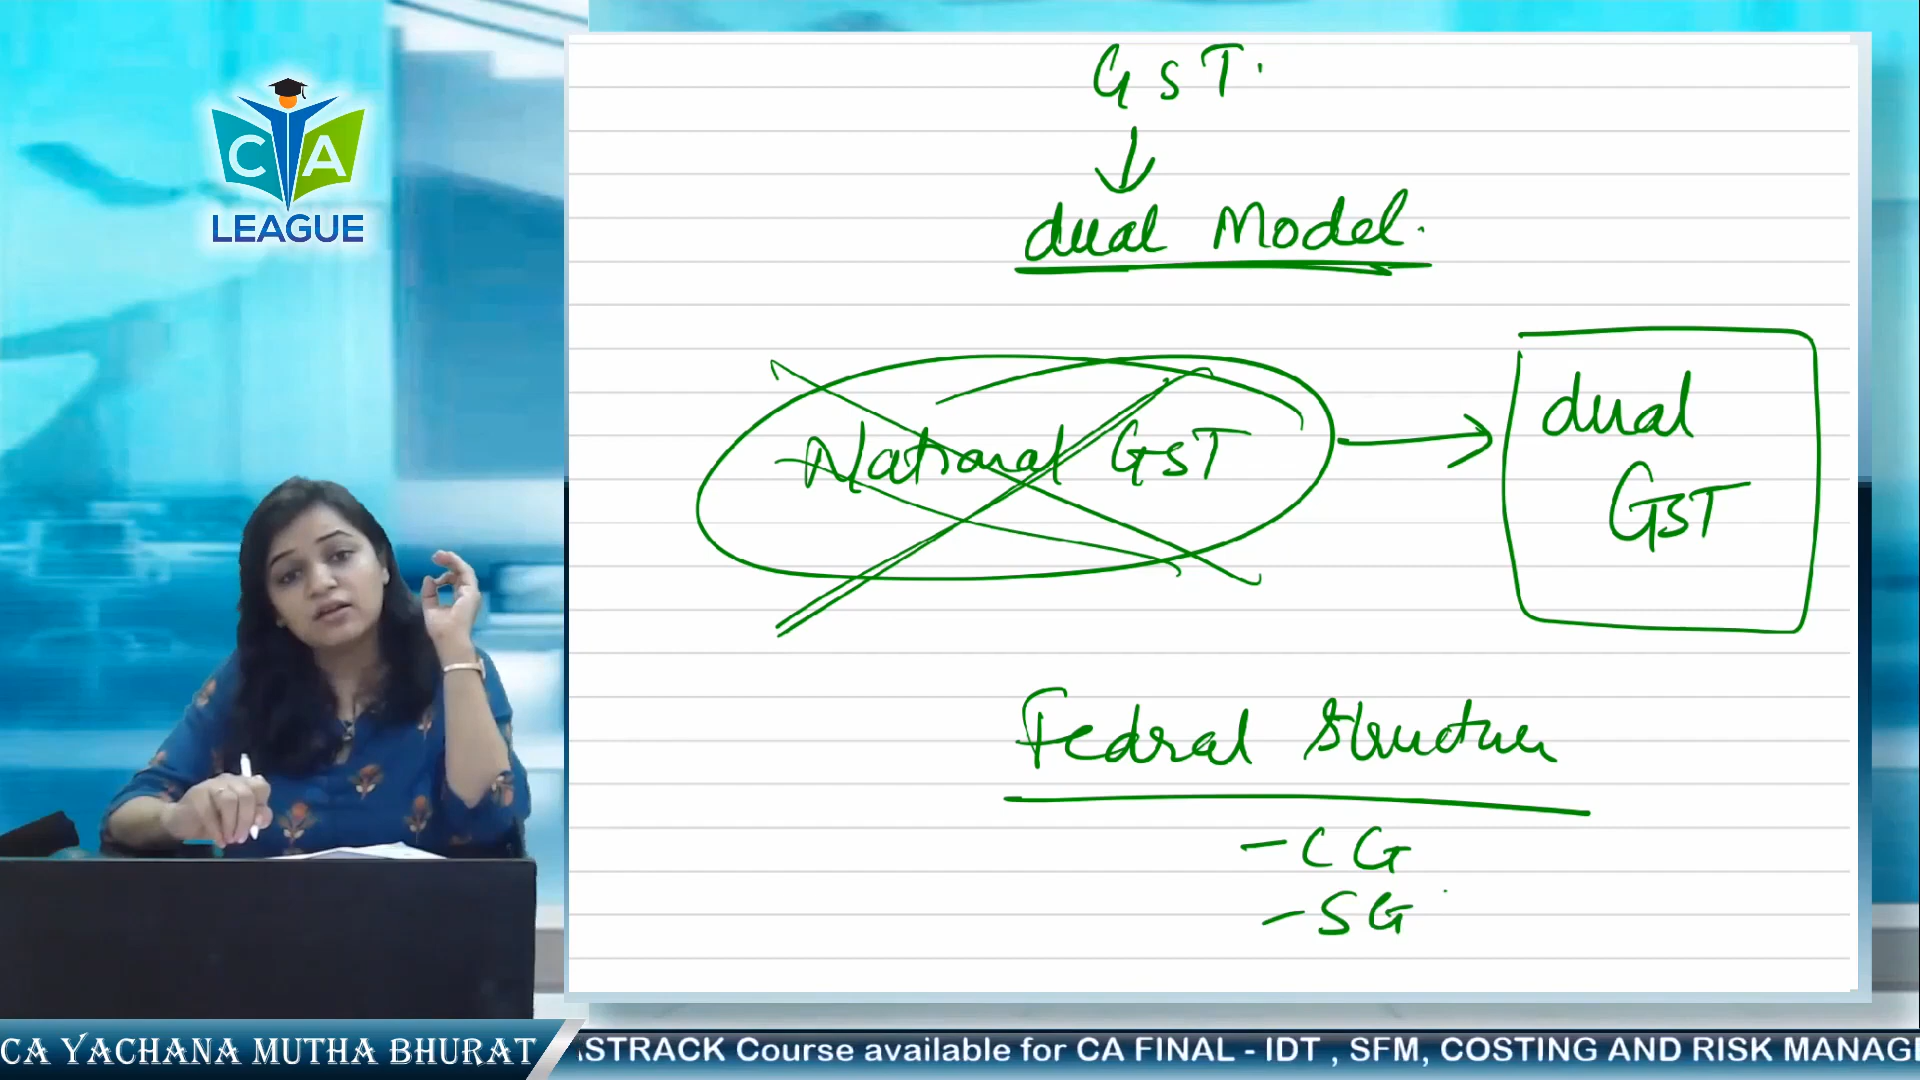 CA
LEAGUE
GST.
dual Model.
National GST
dual
GST
Fedral Structure
- CG
- SG
CA YACHANA MUTHA BHURAT
ASTRACK Course available for CA FINAL - IDT , SFM, COSTING AND RISK MANAG